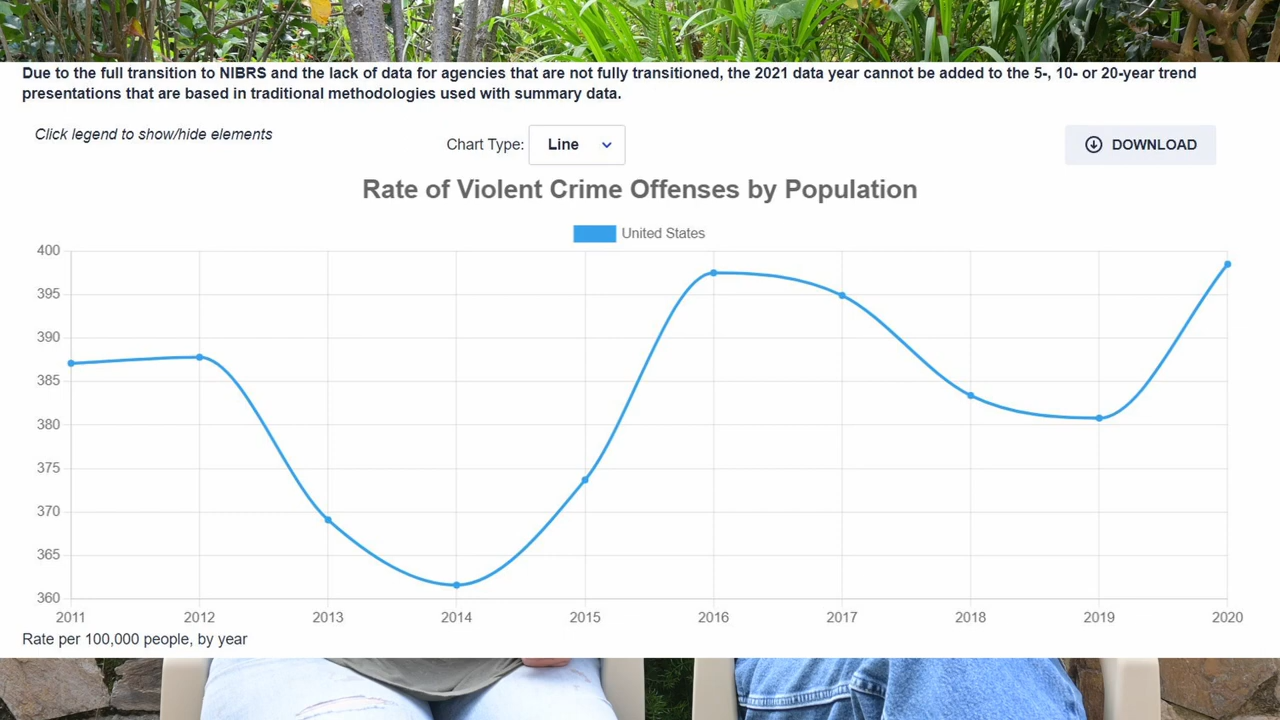 Due to the full transition to NIBRS and the lack of data for agencies that are not fully transitioned, the 2021 data year cannot be added to the 5-, 10- or 20-year trend
presentations that are based in traditional methodologies used with summary data.
Click legend to show/hide elements
Chart Type: Line
DOWNLOAD
Rate of Violent Crime Offenses by Population
United States
400
395
390
385
380
375
370
365
360
2011 2012 2013 2014 2015 2016 2017 2018 2019 2020
Rate per 100,000 people, by year